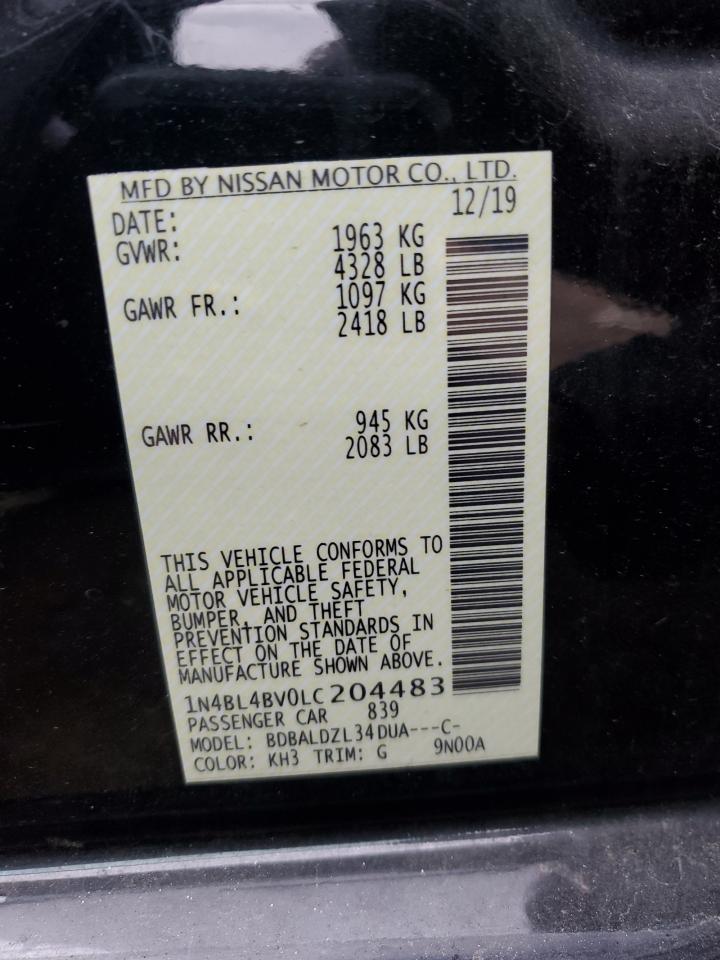 MFD BY NISSAN MOTOR CO., LTD.
DATE: 12/19
GVWR: 1963 KG
4328 LB
GAWR FR.: 1097 KG
2418 LB
GAWR RR.: 945 KG
2083 LB
THIS VEHICLE CONFORMS TO
ALL APPLICABLE FEDERAL
MOTOR VEHICLE SAFETY,
BUMPER, AND THEFT
PREVENTION STANDARDS IN
EFFECT ON THE DATE OF
MANUFACTURE SHOWN ABOVE.
1N4BL4BV0LC204483
PASSENGER CAR 839
MODEL: BDBALDZL34DUA---C-
COLOR: KH3 TRIM: G 9N00A